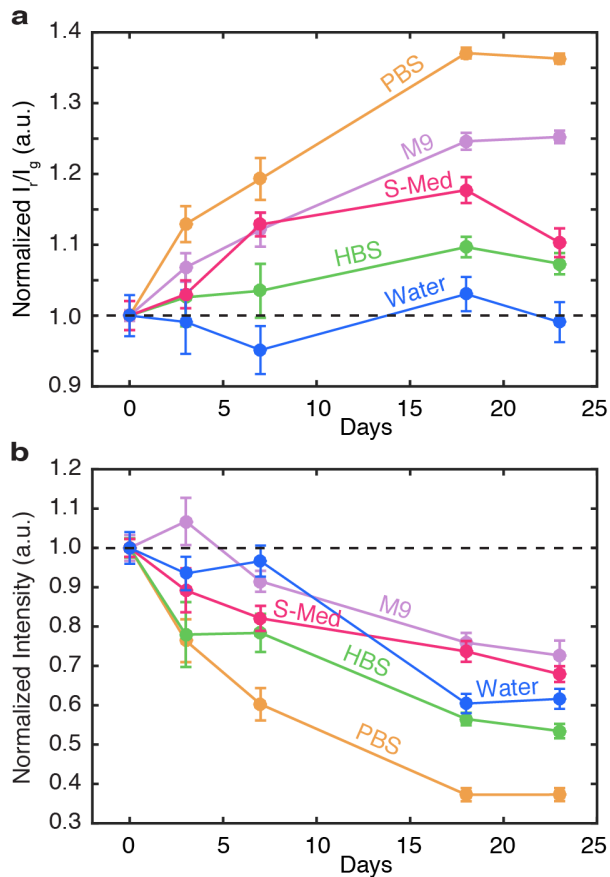 a
1.4
1.3
1.2
1.1
1.0
0.9
Normalized Ir/Ig (a.u.)
PBS
M9
S-Med
HBS
Water
0 5 10 15 20 25
Days
b
1.2
1.1
1.0
0.9
0.8
0.7
0.6
0.5
0.4
0.3
Normalized Intensity (a.u.)
M9
S-Med
HBS
Water
PBS
0 5 10 15 20 25
Days